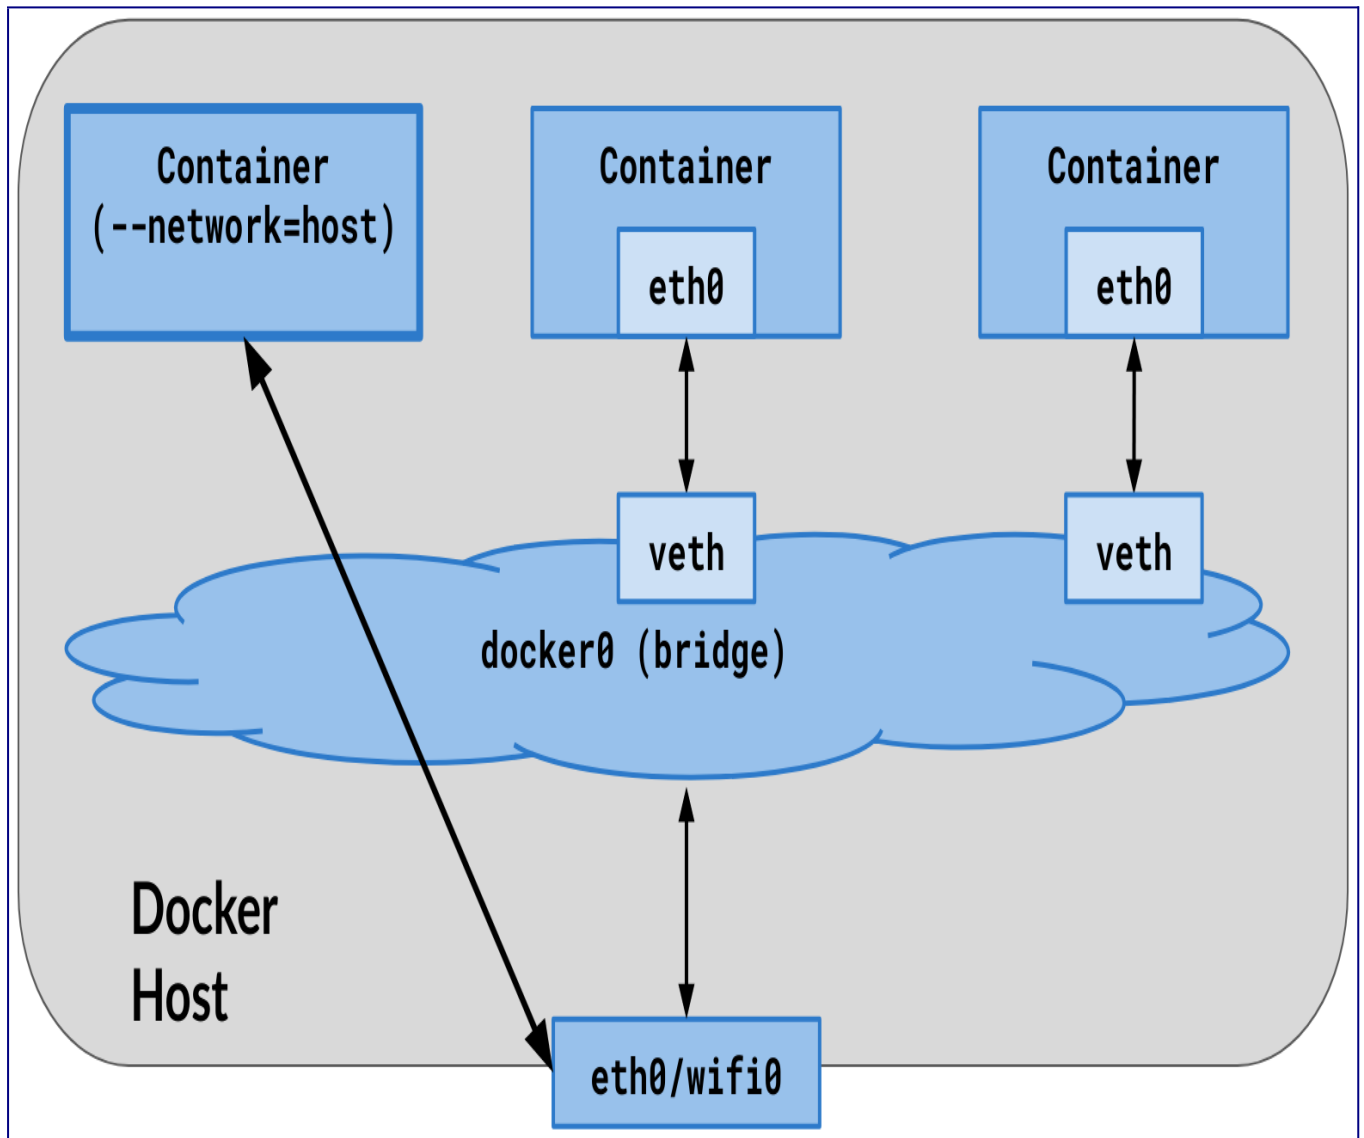 Container
(--network=host)
Container
eth0
Container
eth0
veth
veth
docker0 (bridge)
Docker
Host
eth0/wifi0